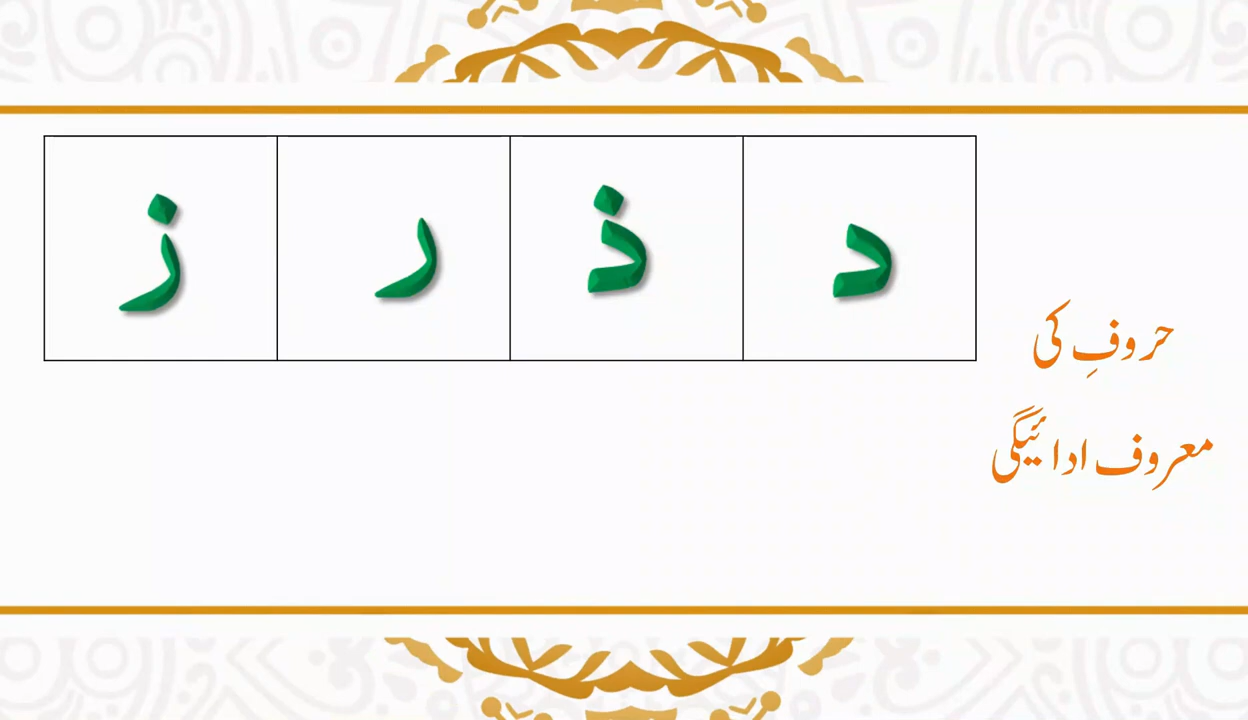 د ذ ر ز
حروفِ کی
معروف ادائیگی